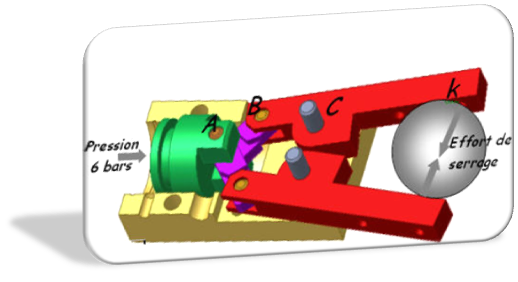 A
B
C
k
Pression
6 bars
Effort de
serrage